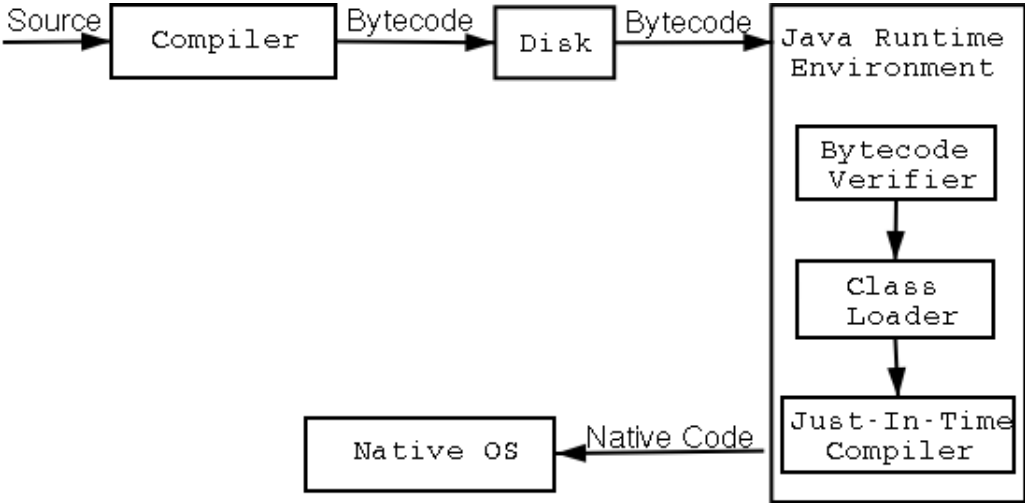 Source
Compiler
Bytecode
Disk
Bytecode
Java Runtime
Environment
Bytecode
Verifier
Class
Loader
Just-In-Time
Compiler
Native Code
Native OS